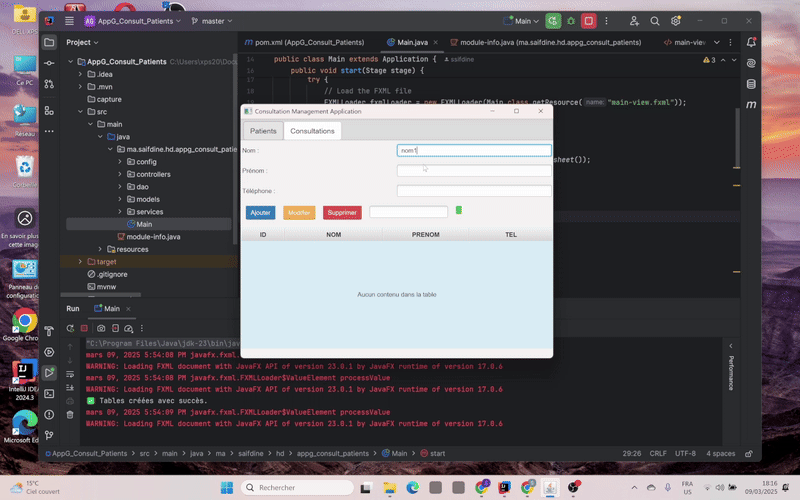 DELL XPS
Ce PC
Réseau
Corbeille
En savoir plus
cette image
Panneau de
configuration
Google Chro
IntelliJ IDEA
2024.3
Microsoft Ed
AG AppG_Consult_Patients
master
Main
Project
AppG_Consult_Patients C:\Users\xps20\Doc
.idea
.mvn
capture
src
main
java
ma.saifdine.hd.appg_consult_pa
config
controllers
dao
models
services
Main
module-info.java
resources
target
.gitignore
mvnw
pom.xml (AppG_Consult_Patients)
Main.java
module-info.java (ma.saifdine.hd.appg_consult_patients)
main-view
14
public class Main extends Application {
saifdine
public void start(Stage stage) {
try {
// Load the FXML file
FXMLLoader fxmlLoader = new FXMLLoader(Main.class.getResource( name: "main-view.fxml"));
3
sheet());
Consultation Management Application
Patients
Consultations
Nom :
nom1
Prénom :
Téléphone :
Ajouter
Modifier
Supprimer
ID NOM PRENOM TEL
Aucun contenu dans la table
Run
Main
"C:\Program Files\Java\jdk-23\bin\jav
mars 09, 2025 5:54:08 PM javafx.fxml.
WARNING: Loading FXML document with JavaFX API of version 23.0.1 by JavaFX runtime of version 17.0.6
mars 09, 2025 5:54:09 PM javafx.fxml.FXMLLoader$ValueElement processValue
WARNING: Loading FXML document with JavaFX API of version 23.0.1 by JavaFX runtime of version 17.0.6
Tables créées avec succès.
mars 09, 2025 5:54:09 PM javafx.fxml.FXMLLoader$ValueElement processValue
WARNING: Loading FXML document with JavaFX API of version 23.0.1 by JavaFX runtime of version 17.0.6
Performance
AppG_Consult_Patients > src > main > java > ma > saifdine > hd > appg_consult_patients > Main > start
29:26 CRLF UTF-8 4 spaces
15°C
Ciel couvert
Rechercher
FRA
US
18:16
09/03/2025